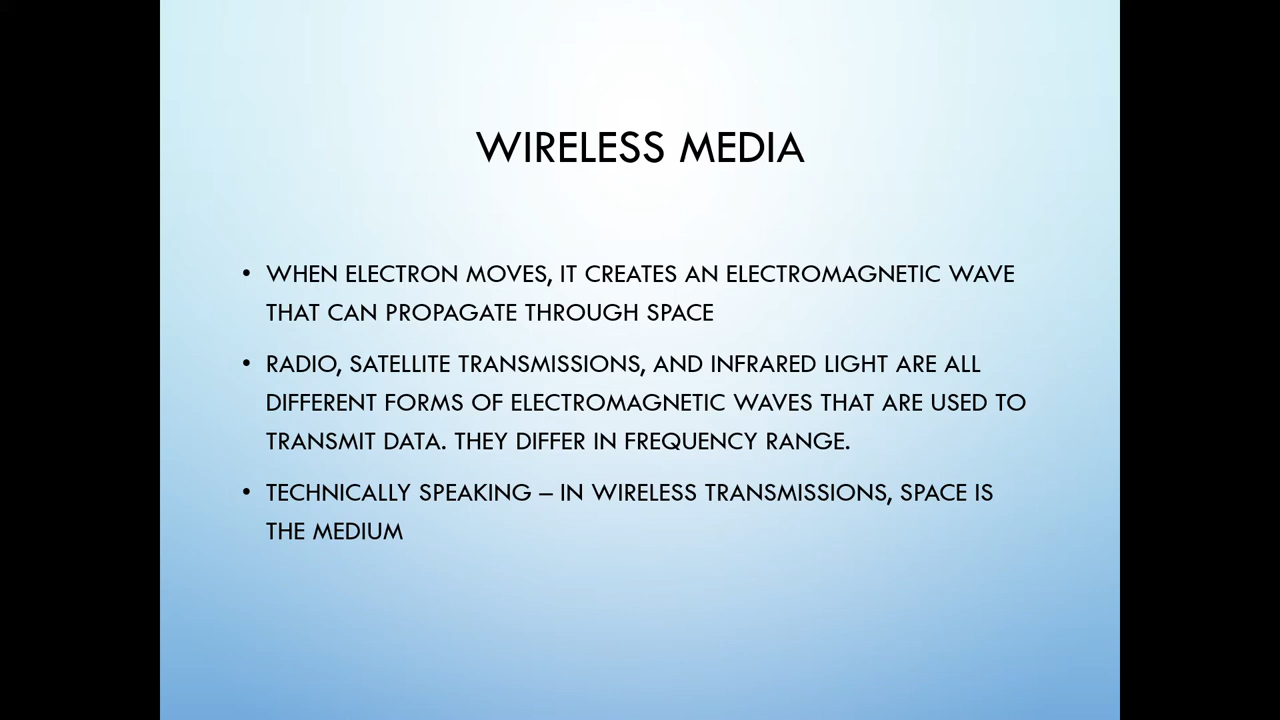 WIRELESS MEDIA
• WHEN ELECTRON MOVES, IT CREATES AN ELECTROMAGNETIC WAVE
THAT CAN PROPAGATE THROUGH SPACE
• RADIO, SATELLITE TRANSMISSIONS, AND INFRARED LIGHT ARE ALL
DIFFERENT FORMS OF ELECTROMAGNETIC WAVES THAT ARE USED TO
TRANSMIT DATA. THEY DIFFER IN FREQUENCY RANGE.
• TECHNICALLY SPEAKING – IN WIRELESS TRANSMISSIONS, SPACE IS
THE MEDIUM